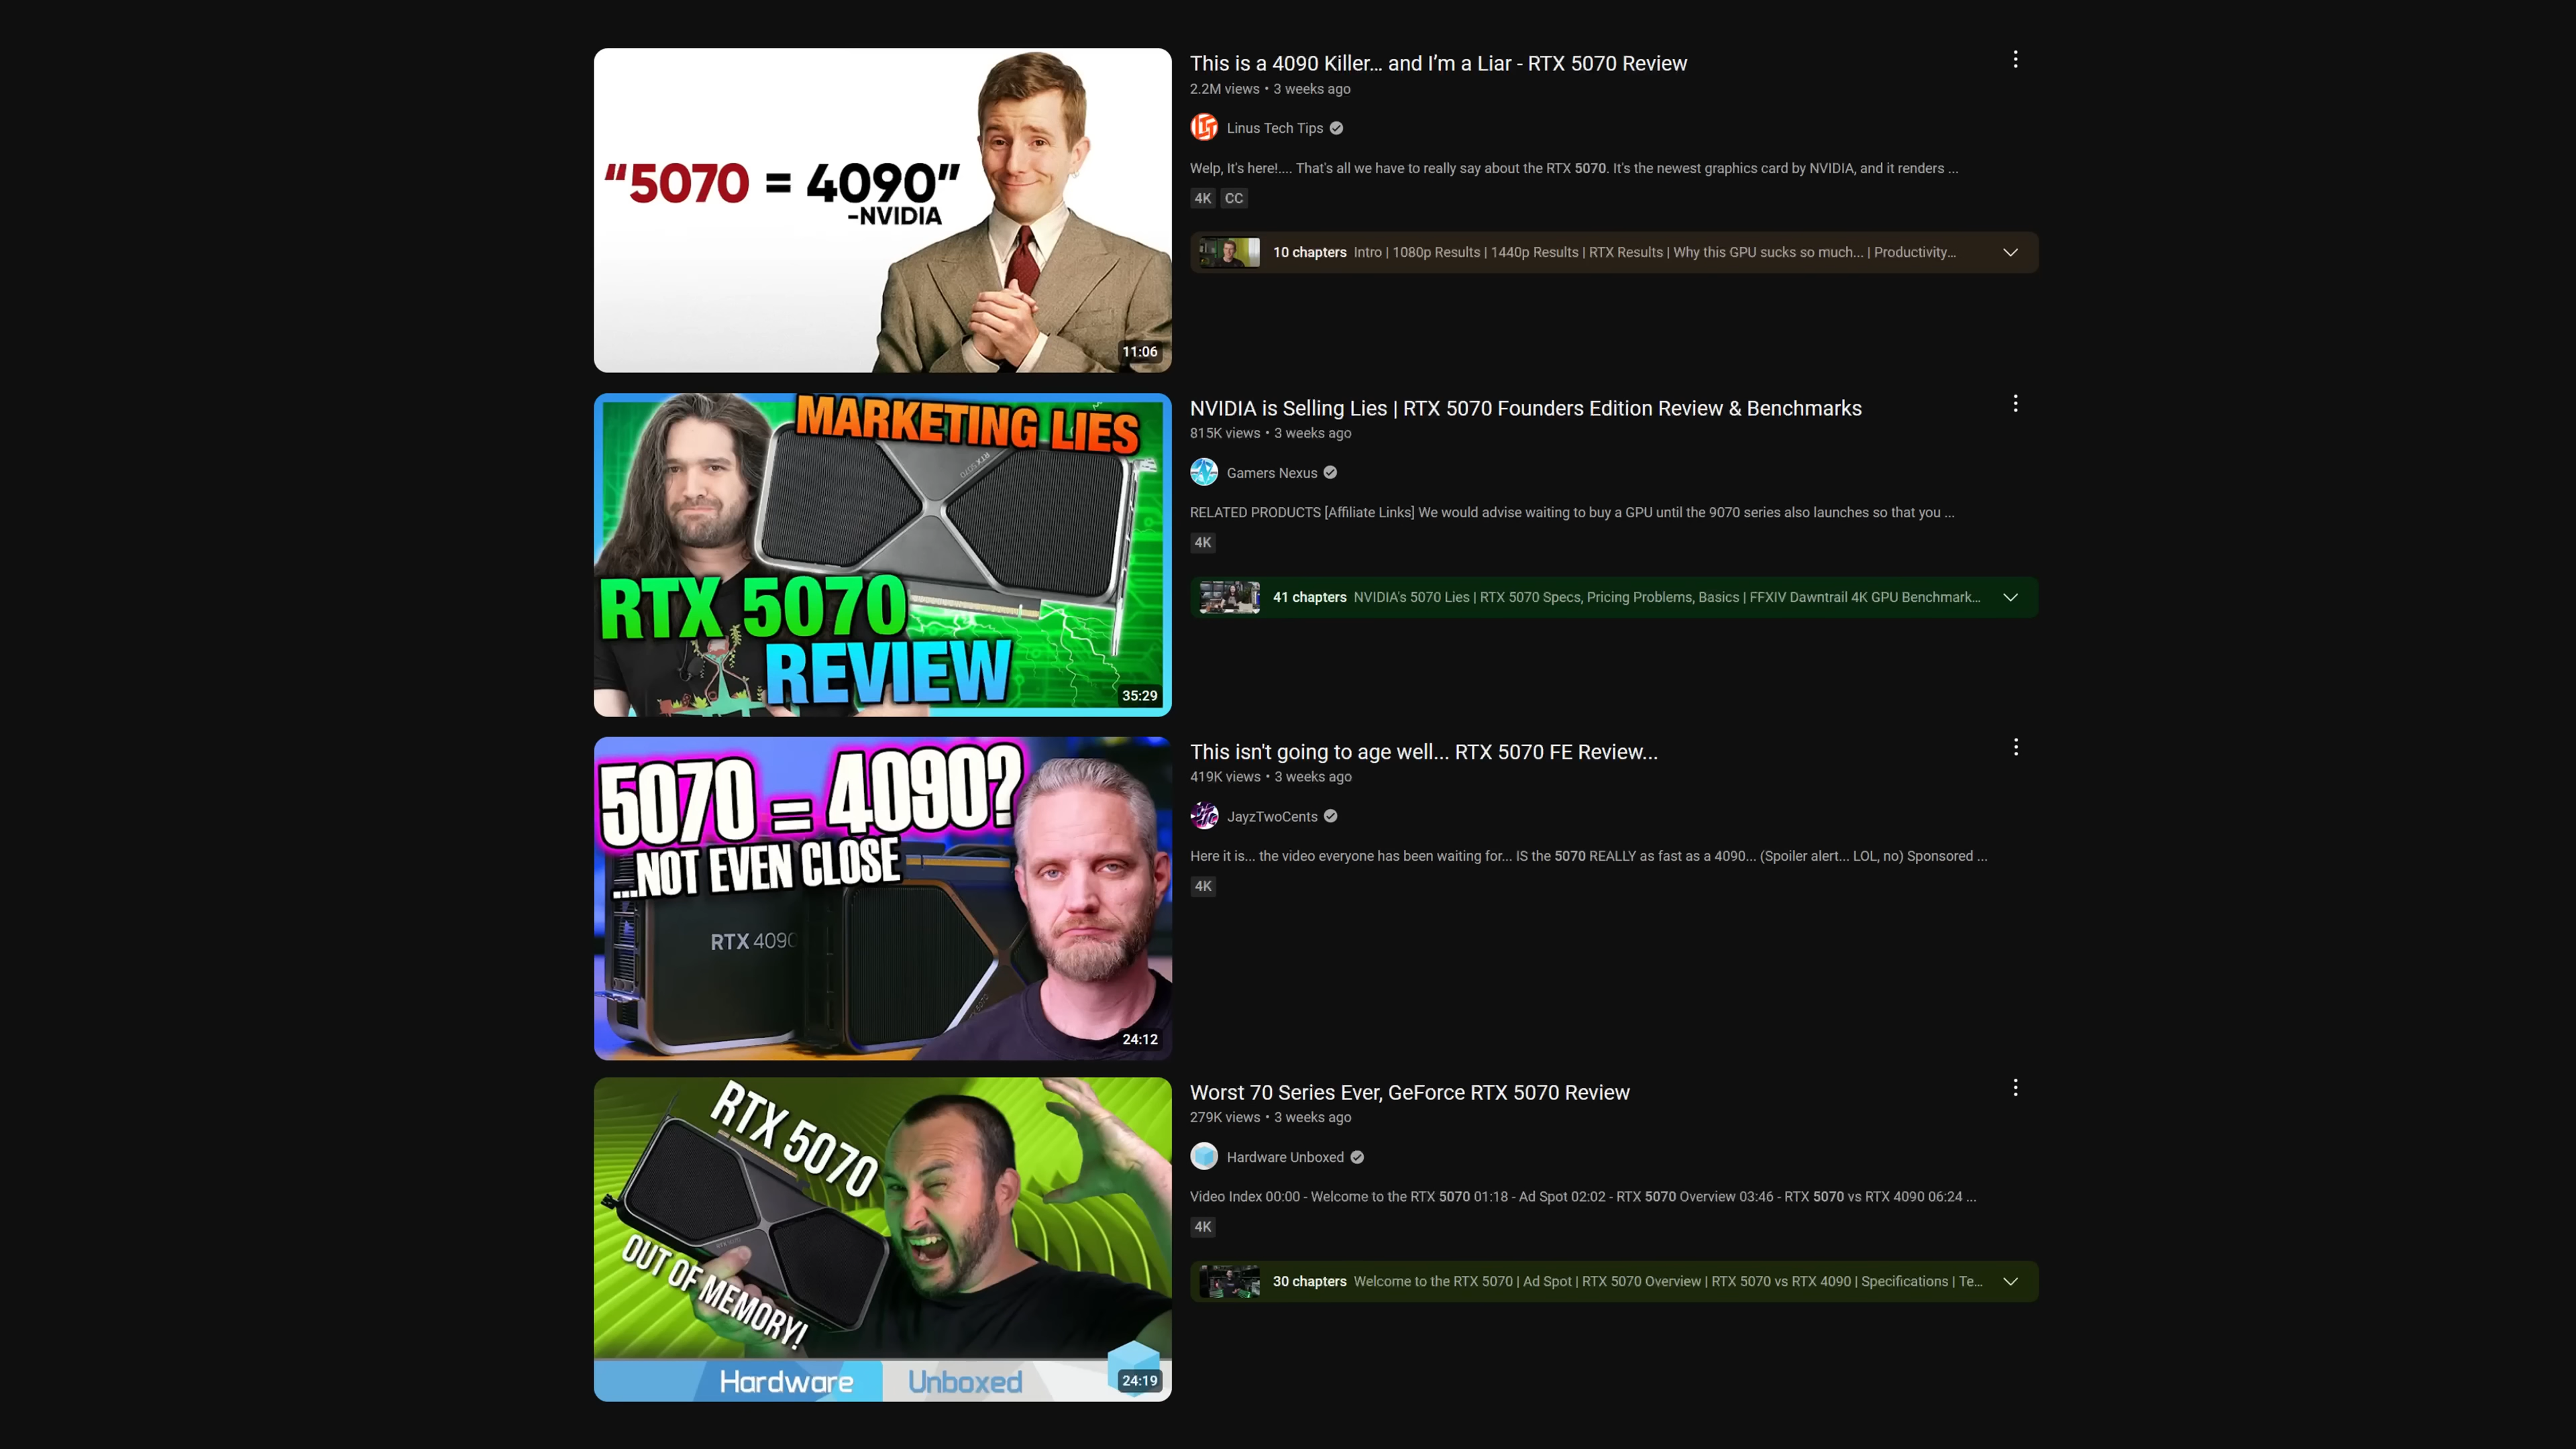 "5070 = 4090"
-NVIDIA
11:06
This is a 4090 Killer... and I'm a Liar - RTX 5070 Review
2.2M views • 3 weeks ago
Linus Tech Tips
Welp, It's here!.... That's all we have to really say about the RTX 5070. It's the newest graphics card by NVIDIA, and it renders ...
4K CC
10 chapters Intro | 1080p Results | 1440p Results | RTX Results | Why this GPU sucks so much... | Productivity...
MARKETING LIES
RTX 5070
RTX 5070
REVIEW
35:29
NVIDIA is Selling Lies | RTX 5070 Founders Edition Review & Benchmarks
815K views • 3 weeks ago
Gamers Nexus
RELATED PRODUCTS [Affiliate Links] We would advise waiting to buy a GPU until the 9070 series also launches so that you ...
4K
41 chapters NVIDIA's 5070 Lies | RTX 5070 Specs, Pricing Problems, Basics | FFXIV Dawntrail 4K GPU Benchmark...
5070 = 4090?
...NOT EVEN CLOSE
RTX 4090
24:12
This isn't going to age well... RTX 5070 FE Review...
419K views • 3 weeks ago
JayzTwoCents
Here it is... the video everyone has been waiting for... IS the 5070 REALLY as fast as a 4090... (Spoiler alert... LOL, no) Sponsored ...
4K
RTX 5070
OUT OF MEMORY!
Hardware Unboxed
24:19
Worst 70 Series Ever, GeForce RTX 5070 Review
279K views • 3 weeks ago
Hardware Unboxed
Video Index 00:00 - Welcome to the RTX 5070 01:18 - Ad Spot 02:02 - RTX 5070 Overview 03:46 - RTX 5070 vs RTX 4090 06:24 ...
4K
30 chapters Welcome to the RTX 5070 | Ad Spot | RTX 5070 Overview | RTX 5070 vs RTX 4090 | Specifications | Te...